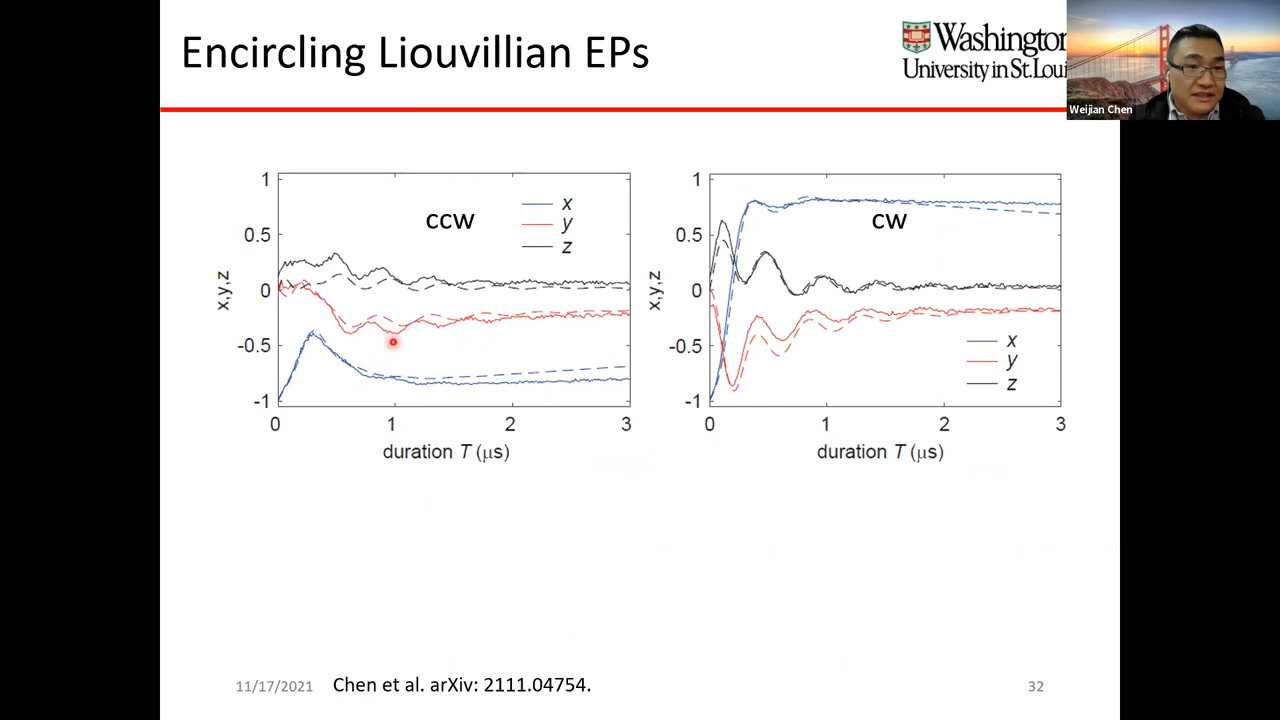 Encircling Liouvillian EPs
Washington
University in St.Loui
Weijian Chen
1
0.5
0
-0.5
-1
x,y,z
ccw
x
y
z
0
1
2
3
duration T (μs)
1
0.5
0
-0.5
-1
x,y,z
cw
x
y
z
0
1
2
3
duration T (μs)
11/17/2021
Chen et al. arXiv: 2111.04754.
32